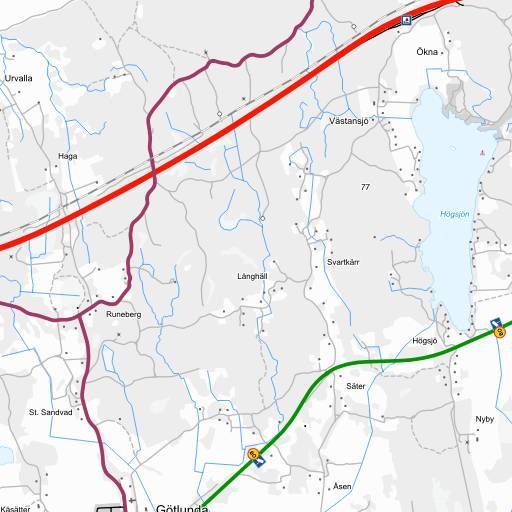 Ökna
Urvalla
Västansjö
Haga
77
Högsjön
Svartkärr
Långhäll
Runeberg
Högsjö
Säter
St. Sandvad
Nyby
Åsen
Käsätter
Götlunda